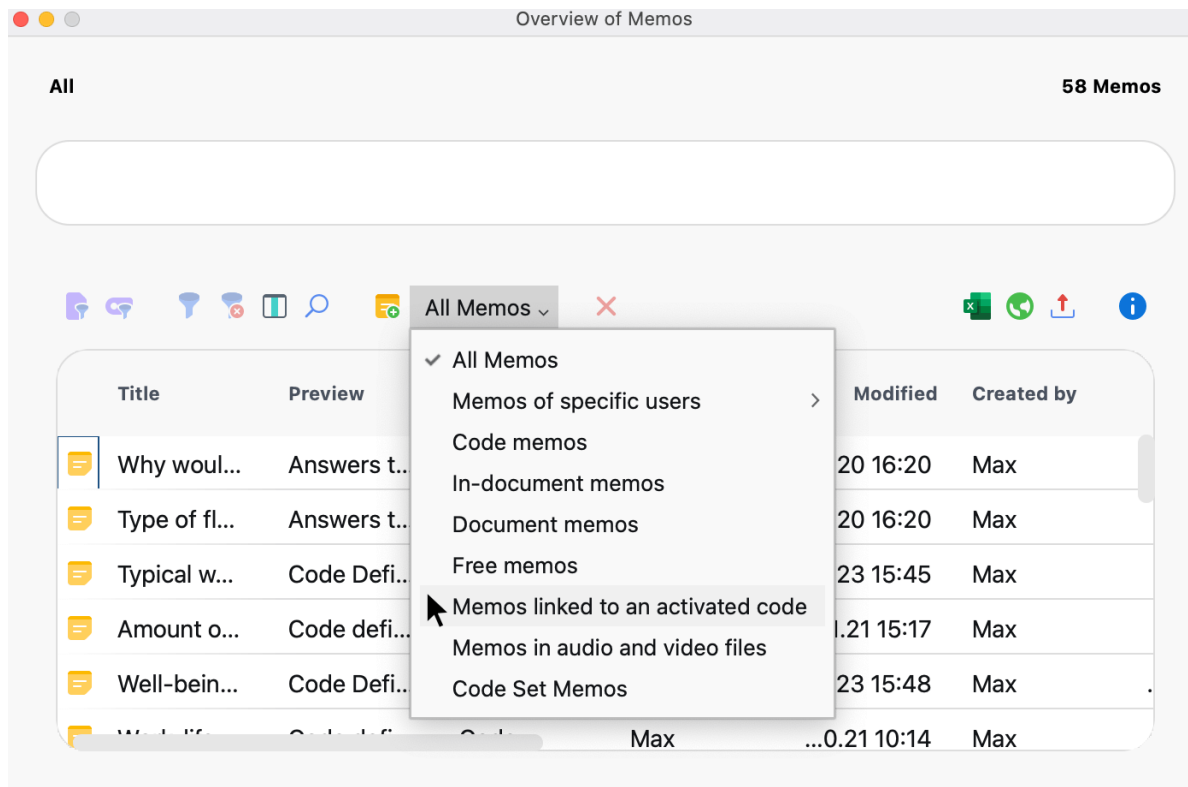 Overview of Memos
All 58 Memos
All Memos
All Memos
Memos of specific users
Code memos
In-document memos
Document memos
Free memos
Memos linked to an activated code
Memos in audio and video files
Code Set Memos
Title Preview Modified Created by
Why woul... Answers t... 20 16:20 Max
Type of fl... Answers t... 20 16:20 Max
Typical w... Code Defi... 23 15:45 Max
Amount o... Code defi... .21 15:17 Max
Well-bein... Code Defi... 23 15:48 Max
Max ...0.21 10:14 Max